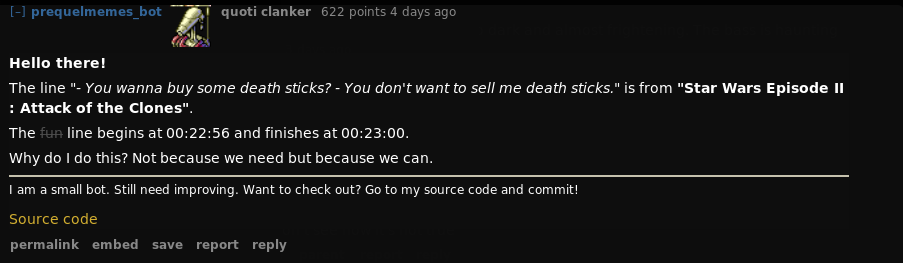 [–] prequelmemes_bot quoti clanker 622 points 4 days ago
Hello there!
The line "- You wanna buy some death sticks? - You don't want to sell me death sticks." is from "Star Wars Episode II
: Attack of the Clones".
The fun line begins at 00:22:56 and finishes at 00:23:00.
Why do I do this? Not because we need but because we can.
I am a small bot. Still need improving. Want to check out? Go to my source code and commit!
Source code
permalink embed save report reply